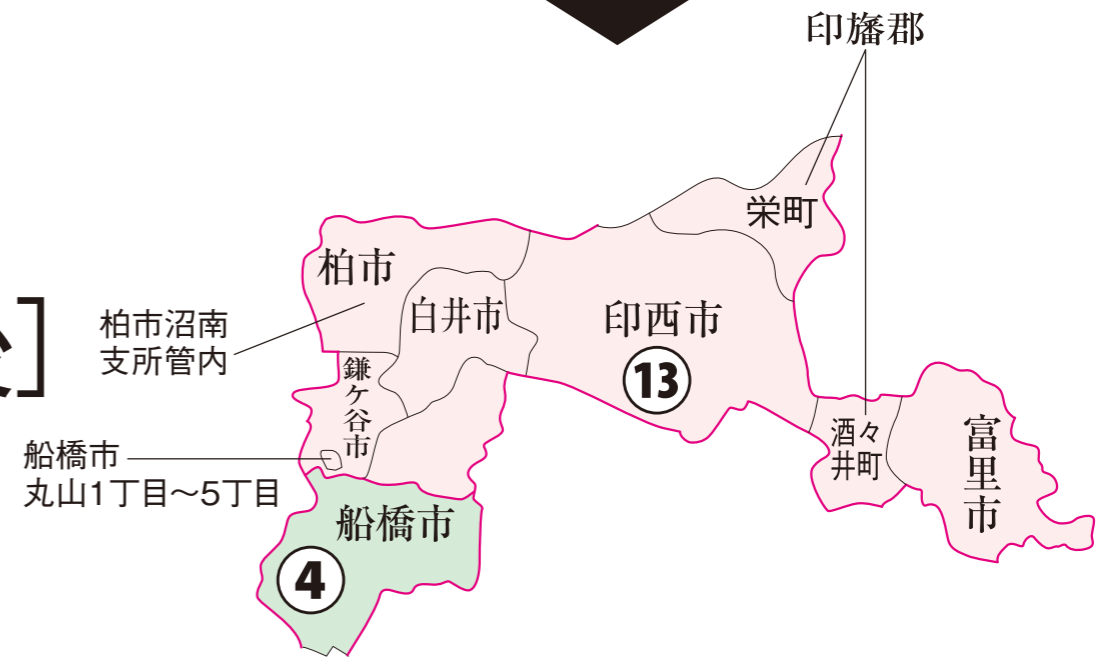 印旛郡
栄町
柏市
白井市
印西市
⑬
柏市沼南
支所管内
鎌ケ谷市
酒々
井町
富里市
船橋市
丸山1丁目〜5丁目
船橋市
④